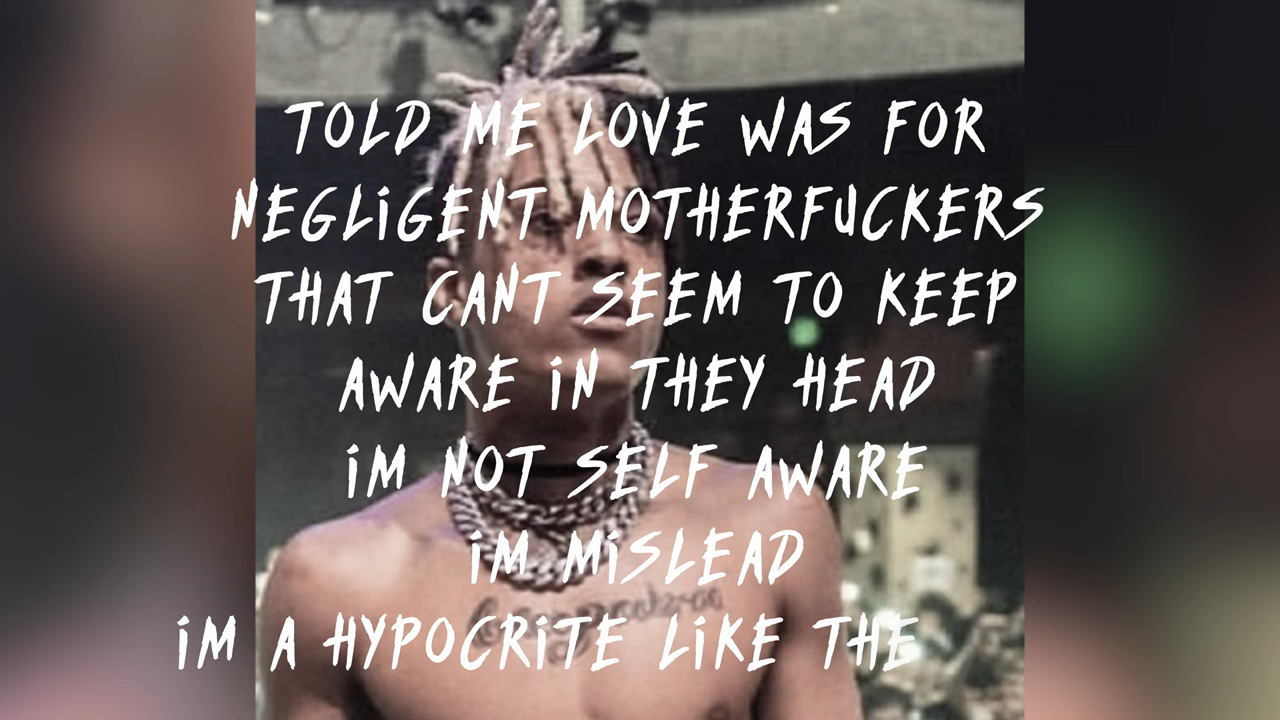 TOLD ME LOVE WAS FOR
NEGLiGENT MOTHERFUCKERS
THAT CANT SEEM TO KEEP
AWARE iN THEY HEAD
iM NOT SELF AWARE
iM MiSLEAD
iM A HYPOCRiTE LiKE THE